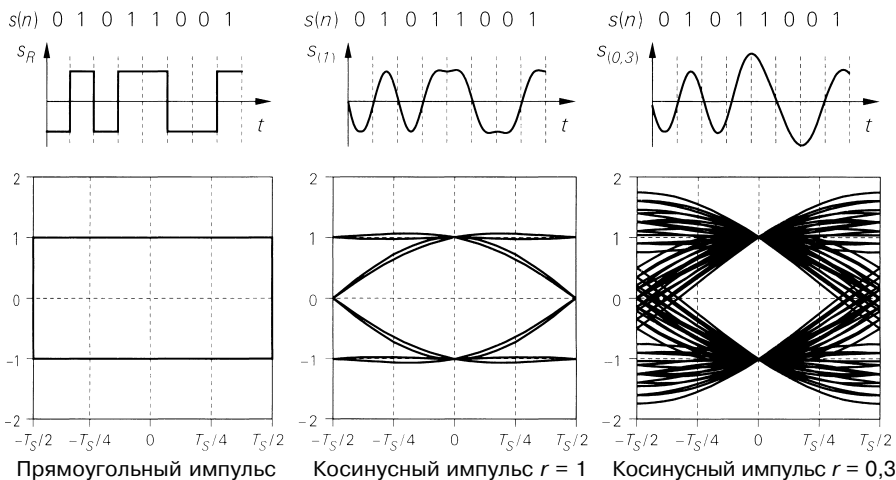 s(n) 0 1 0 1 1 0 0 1
s(n) 0 1 0 1 1 0 0 1
s(n) 0 1 0 1 1 0 0 1
S_R
t
S_(1)
t
S_(0,3)
t
2
1
0
-1
-2
-T_S/2 -T_S/4 0 T_S/4 T_S/2
2
1
0
-1
-2
-T_S/2 -T_S/4 0 T_S/4 T_S/2
2
1
0
-1
-2
-T_S/2 -T_S/4 0 T_S/4 T_S/2
Прямоугольный импульс
Косинусный импульс r = 1
Косинусный импульс r = 0,3